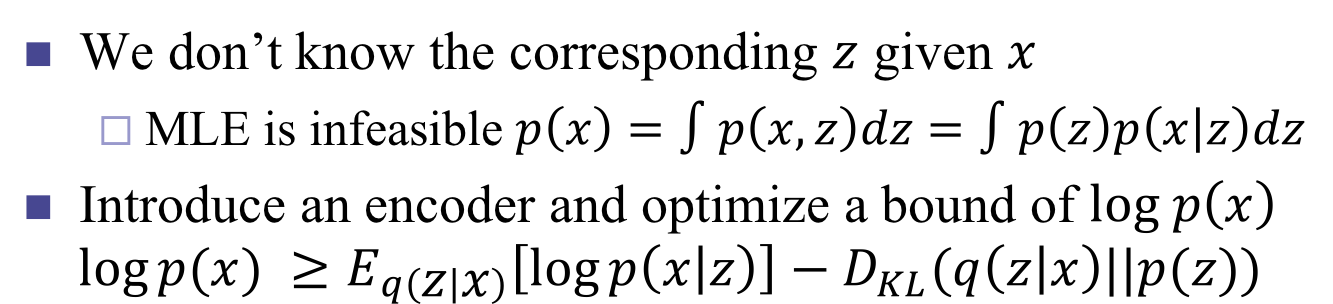 We don't know the corresponding z given x
MLE is infeasible p(x) = ∫ p(x, z)dz = ∫ p(z)p(x|z)dz
Introduce an encoder and optimize a bound of log p(x)
log p(x) ≥ E_{q(z|x)}[log p(x|z)] − D_{KL}(q(z|x)||p(z))